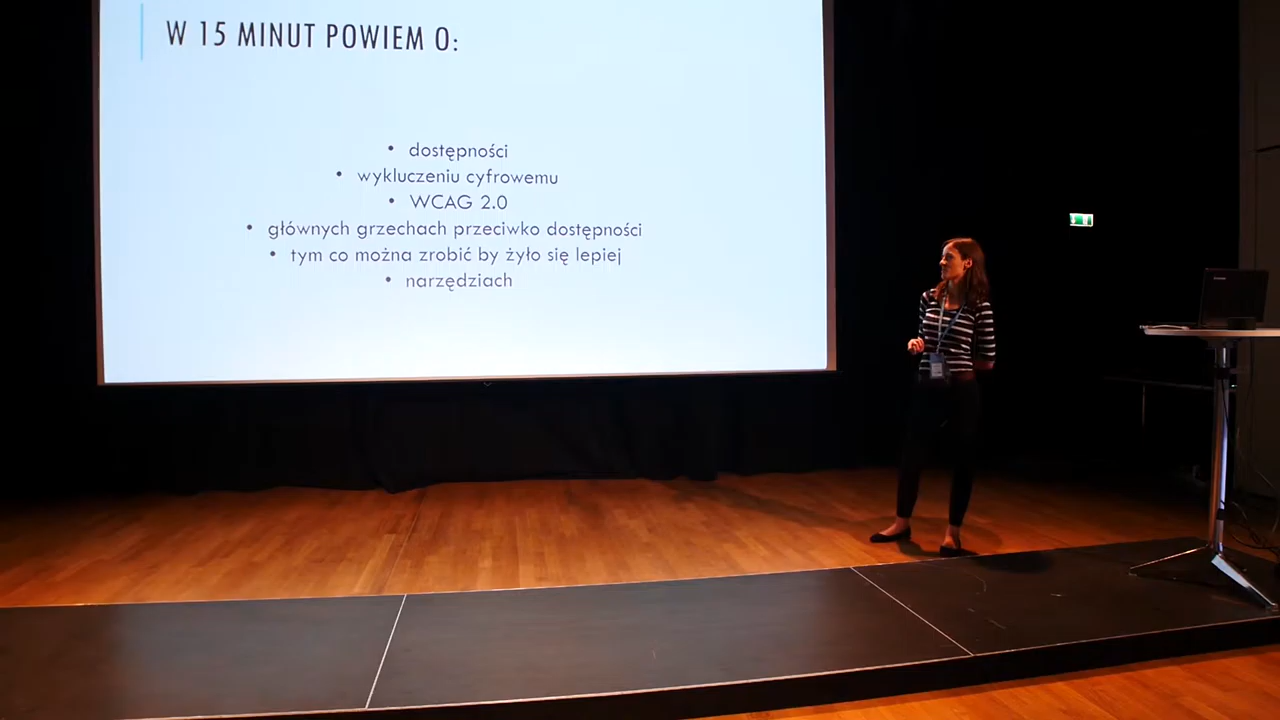 W 15 MINUT POWIEM O:
• dostępności
• wykluczeniu cyfrowemu
• WCAG 2.0
• głównych grzechach przeciwko dostępności
• tym co można zrobić by żyło się lepiej
• narzędziach